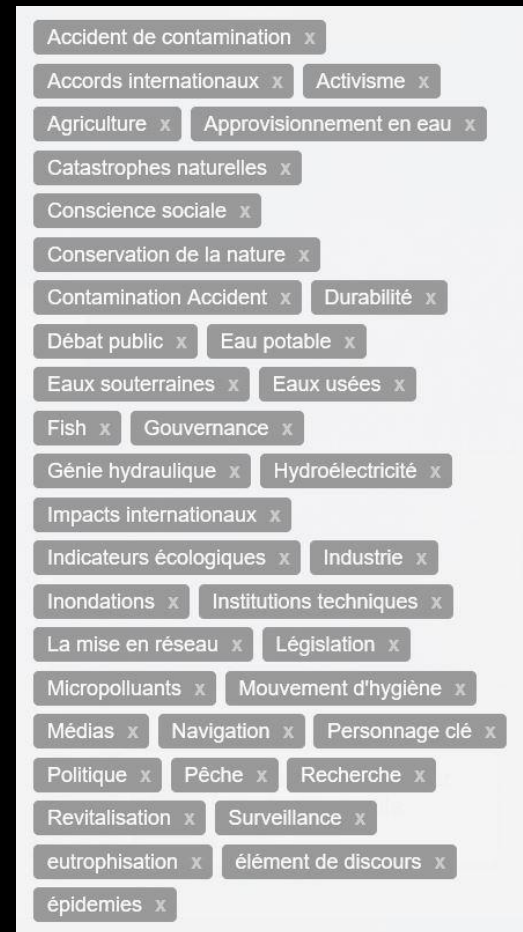 Accident de contamination x
Accords internationaux x Activisme x
Agriculture x Approvisionnement en eau x
Catastrophes naturelles x
Conscience sociale x
Conservation de la nature x
Contamination Accident x Durabilité x
Débat public x Eau potable x
Eaux souterraines x Eaux usées x
Fish x Gouvernance x
Génie hydraulique x Hydroélectricité x
Impacts internationaux x
Indicateurs écologiques x Industrie x
Inondations x Institutions techniques x
La mise en réseau x Législation x
Micropolluants x Mouvement d'hygiène x
Médias x Navigation x Personnage clé x
Politique x Pêche x Recherche x
Revitalisation x Surveillance x
eutrophisation x élément de discours x
épidemies x